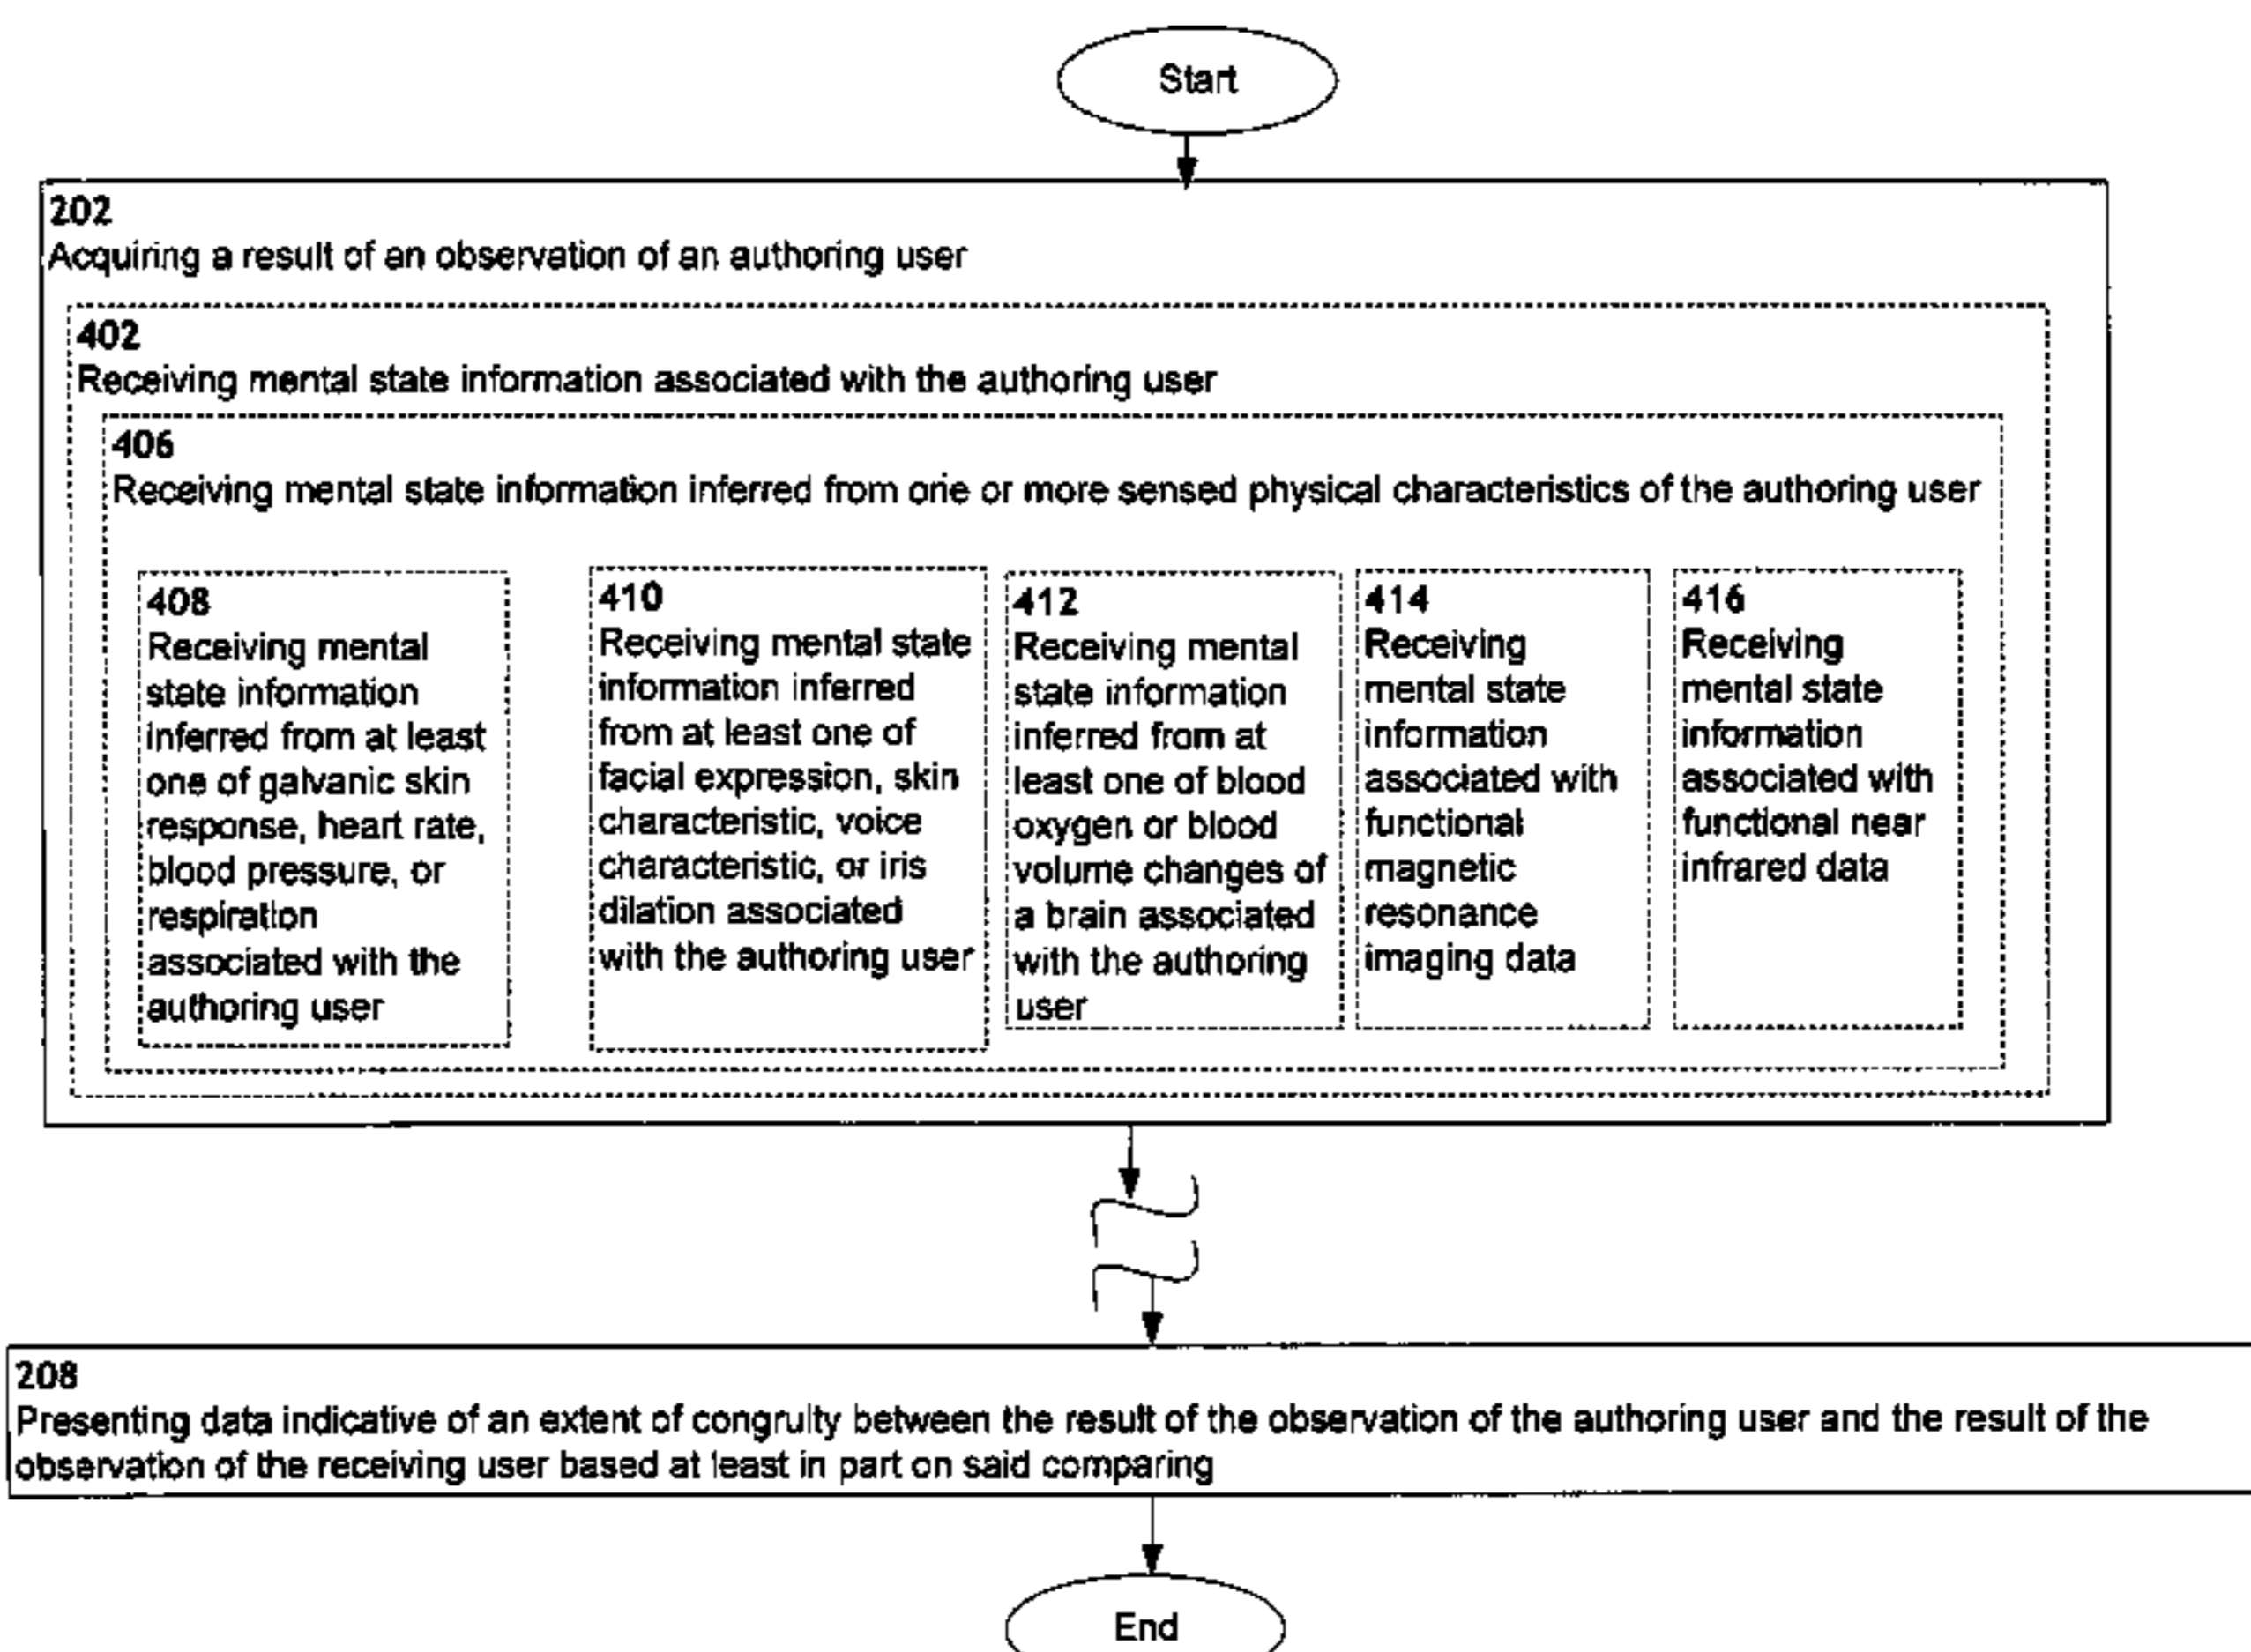 Start
202
Acquiring a result of an observation of an authoring user
402
Receiving mental state information associated with the authoring user
406
Receiving mental state information inferred from one or more sensed physical characteristics of the authoring user
408
Receiving mental
state information
inferred from at least
one of galvanic skin
response, heart rate,
blood pressure, or
respiration
associated with the
authoring user
410
Receiving mental state
information inferred
from at least one of
facial expression, skin
characteristic, voice
characteristic, or iris
dilation associated
with the authoring user
412
Receiving mental
state information
inferred from at
least one of blood
oxygen or blood
volume changes of
a brain associated
with the authoring
user
414
Receiving
mental state
information
associated with
functional
magnetic
resonance
imaging data
416
Receiving
mental state
information
associated with
functional near
infrared data
208
Presenting data indicative of an extent of congruity between the result of the observation of the authoring user and the result of the
observation of the receiving user based at least in part on said comparing
End